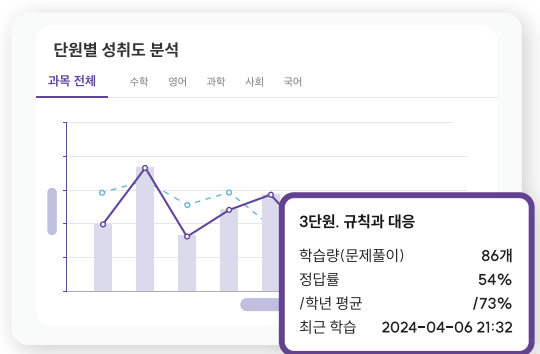 단원별 성취도 분석
과목 전체 수학 영어 과학 사회 국어
3단원. 규칙과 대응
학습량(문제풀이) 86개
정답률 54%
/학년 평균 /73%
최근 학습 2024-04-06 21:32